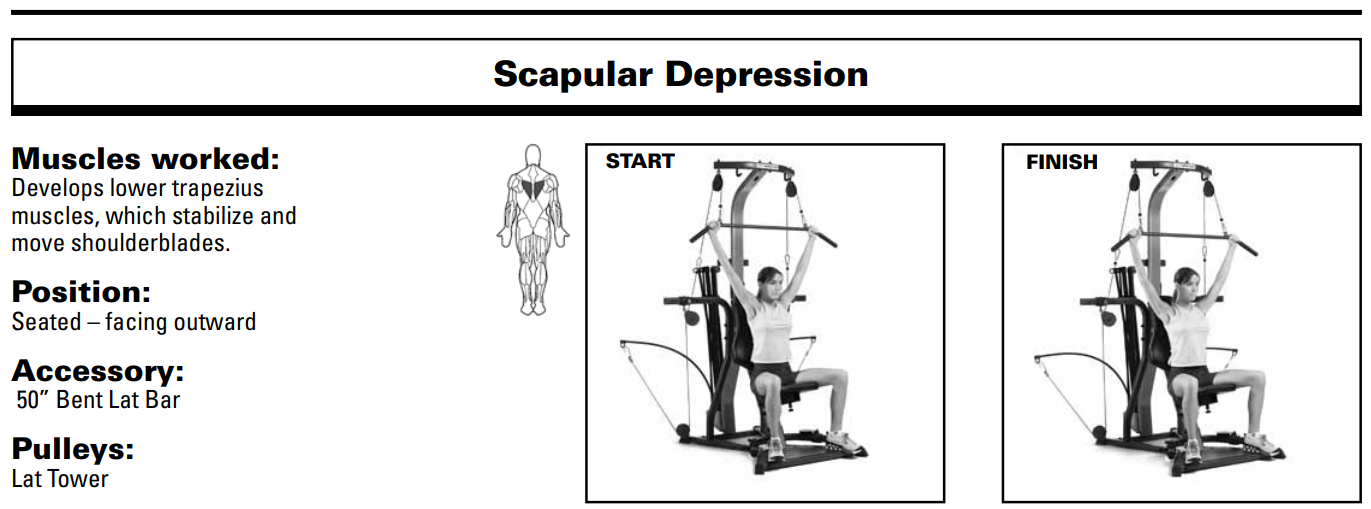 Scapular Depression
Muscles worked:
Develops lower trapezius
muscles, which stabilize and
move shoulderblades.
Position:
Seated – facing outward
Accessory:
50” Bent Lat Bar
Pulleys:
Lat Tower
START
FINISH